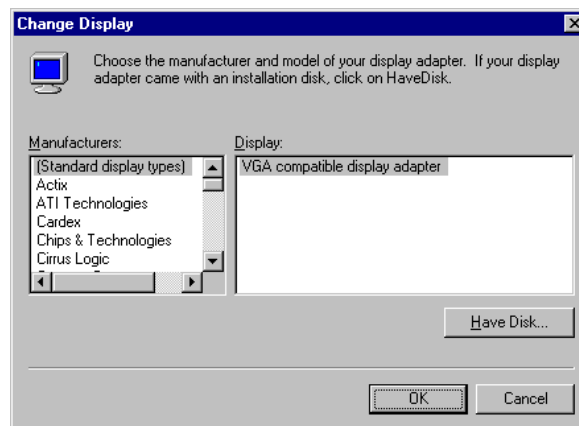 Change Display
Choose the manufacturer and model of your display adapter. If your display
adapter came with an installation disk, click on HaveDisk.
Manufacturers:
(Standard display types)
Actix
ATI Technologies
Cardex
Chips & Technologies
Cirrus Logic
Display:
VGA compatible display adapter
Have Disk...
OK
Cancel